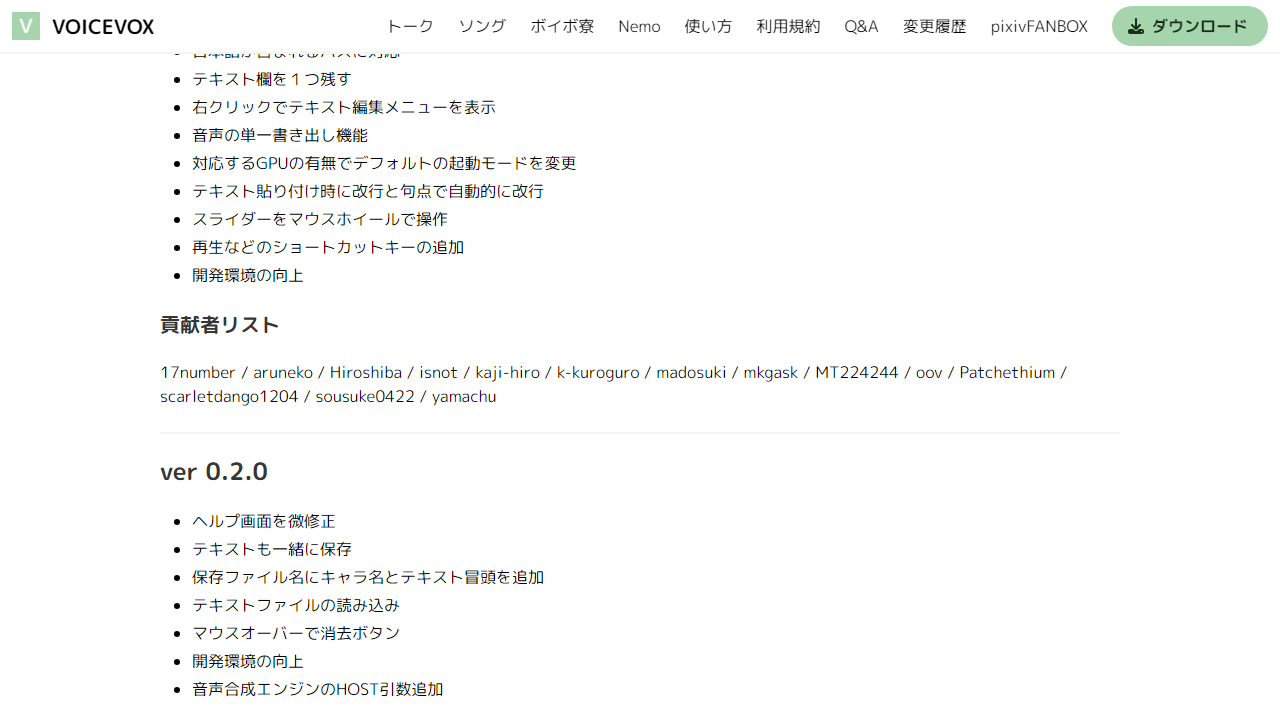 V VOICEVOX トーク ソング ボイボ寮 Nemo 使い方 利用規約 Q&A 変更履歴 pixivFANBOX ダウンロード
テキスト欄を１つ残す
右クリックでテキスト編集メニューを表示
音声の単一書き出し機能
対応するGPUの有無でデフォルトの起動モードを変更
テキスト貼り付け時に改行と句点で自動的に改行
スライダーをマウスホイールで操作
再生などのショートカットキーの追加
開発環境の向上
貢献者リスト
17number / aruneko / Hiroshiba / isnot / kaji-hiro / k-kuroguro / madosuki / mkgask / MT224244 / oov / Patchethium /
scarletdango1204 / sousuke0422 / yamachu
ver 0.2.0
ヘルプ画面を微修正
テキストも一緒に保存
保存ファイル名にキャラ名とテキスト冒頭を追加
テキストファイルの読み込み
マウスオーバーで消去ボタン
開発環境の向上
音声合成エンジンのHOST引数追加